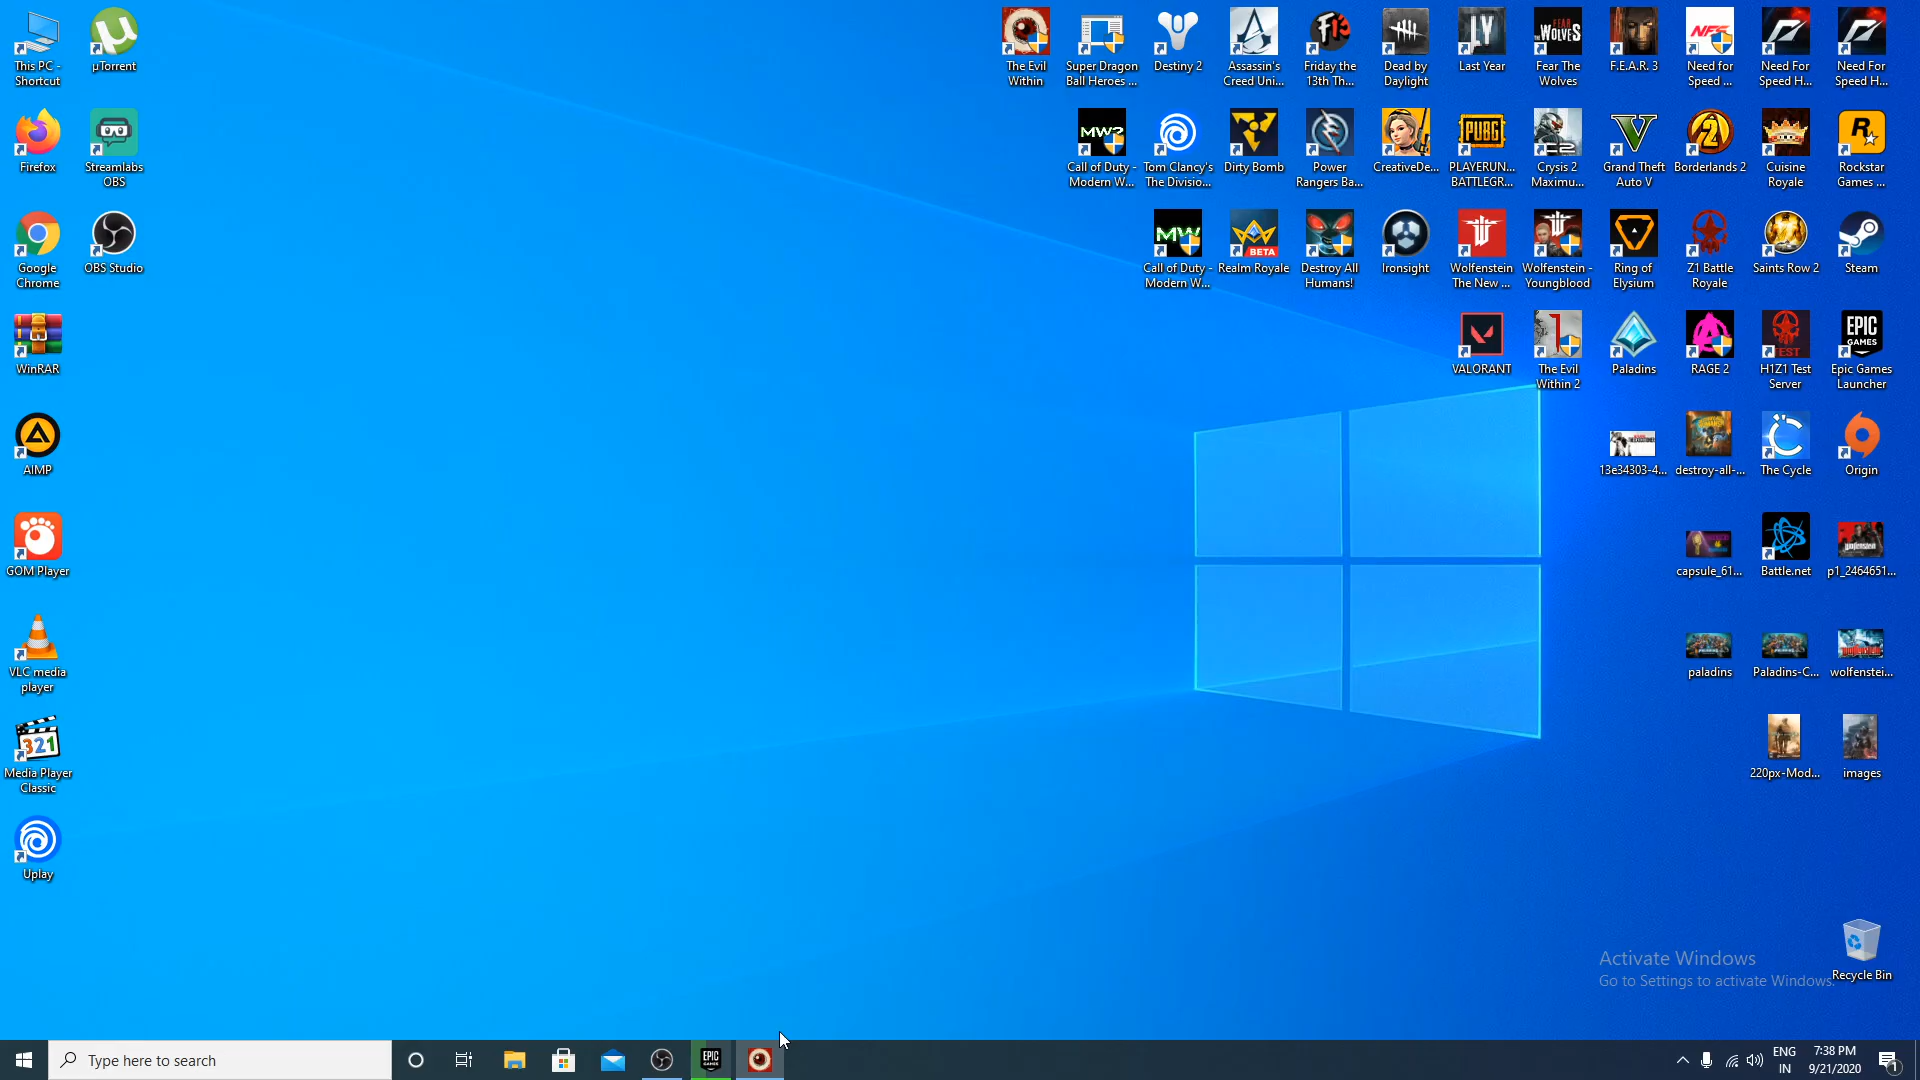 This PC -
Shortcut
µTorrent
The Evil
Within
Super Dragon
Ball Heroes ...
Destiny 2
Assassin's
Creed Uni...
Friday the
13th Th...
Dead by
Daylight
Last Year
Fear The
Wolves
F.E.A.R. 3
Need for
Speed ...
Need For
Speed H...
Need For
Speed H...
Firefox
Streamlabs
OBS
Call of Duty -
Modern W...
Tom Clancy's
The Divisio...
Dirty Bomb
Power
Rangers Ba...
CreativeDe...
PLAYERUN...
BATTLEGR...
Crysis 2
Maximu...
Grand Theft
Auto V
Borderlands 2
Cuisine
Royale
Rockstar
Games ...
Google
Chrome
OBS Studio
Call of Duty -
Modern W...
Realm Royale
Destroy All
Humans!
Ironsight
Wolfenstein
The New ...
Wolfenstein -
Youngblood
Ring of
Elysium
Z1 Battle
Royale
Saints Row 2
Steam
WinRAR
VALORANT
The Evil
Within 2
Paladins
RAGE 2
H1Z1 Test
Server
EPIC
GAMES
Epic Games
Launcher
AIMP
13e34303-4...
destroy-all-...
The Cycle
Origin
GOM Player
capsule_61...
Battle.net
p1_2464651...
VLC media
player
paladins
Paladins-C...
wolfenstei...
321
Media Player
Classic
220px-Mod...
images
Uplay
Activate Windows
Go to Settings to activate Windows.
Recycle Bin
Type here to search
ENG
IN
7:38 PM
9/21/2020
1